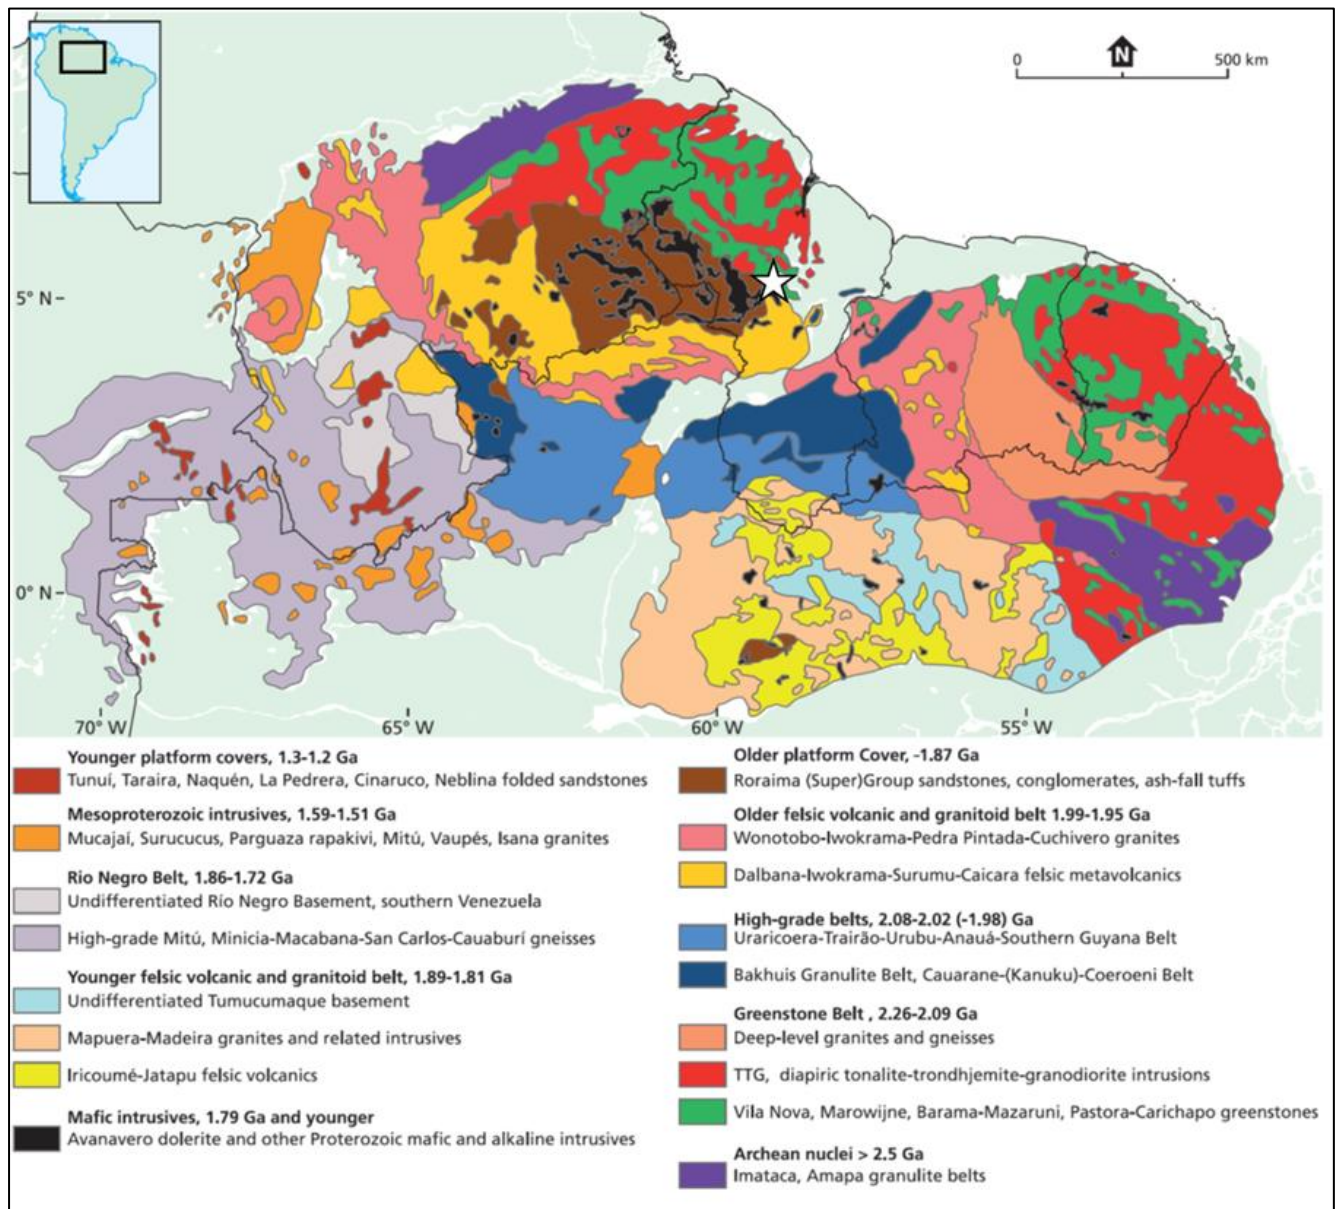 N
0 500 km
5° N
0° N
70° W 65° W 60° W 55° W
Younger platform covers, 1.3-1.2 Ga
Tunuí, Taraira, Naquén, La Pedrera, Cinaruco, Neblina folded sandstones
Mesoproterozoic intrusives, 1.59-1.51 Ga
Mucajaí, Surucucus, Parguaza rapakivi, Mitú, Vaupés, Isana granites
Rio Negro Belt, 1.86-1.72 Ga
Undifferentiated Río Negro Basement, southern Venezuela
High-grade Mitú, Minicia-Macabana-San Carlos-Cauaburí gneisses
Younger felsic volcanic and granitoid belt, 1.89-1.81 Ga
Undifferentiated Tumucumaque basement
Mapuera-Madeira granites and related intrusives
Iricoumé-Jatapu felsic volcanics
Mafic intrusives, 1.79 Ga and younger
Avanavero dolerite and other Proterozoic mafic and alkaline intrusives
Older platform Cover, -1.87 Ga
Roraima (Super)Group sandstones, conglomerates, ash-fall tuffs
Older felsic volcanic and granitoid belt 1.99-1.95 Ga
Wonotobo-Iwokrama-Pedra Pintada-Cuchivero granites
Dalbana-Iwokrama-Surumu-Caicara felsic metavolcanics
High-grade belts, 2.08-2.02 (-1.98) Ga
Uraricoera-Trairão-Urubu-Anauá-Southern Guyana Belt
Bakhuis Granulite Belt, Cauarane-(Kanuku)-Coeroeni Belt
Greenstone Belt , 2.26-2.09 Ga
Deep-level granites and gneisses
TTG, diapiric tonalite-trondhjemite-granodiorite intrusions
Vila Nova, Marowijne, Barama-Mazaruni, Pastora-Carichapo greenstones
Archean nuclei > 2.5 Ga
Imataca, Amapa granulite belts